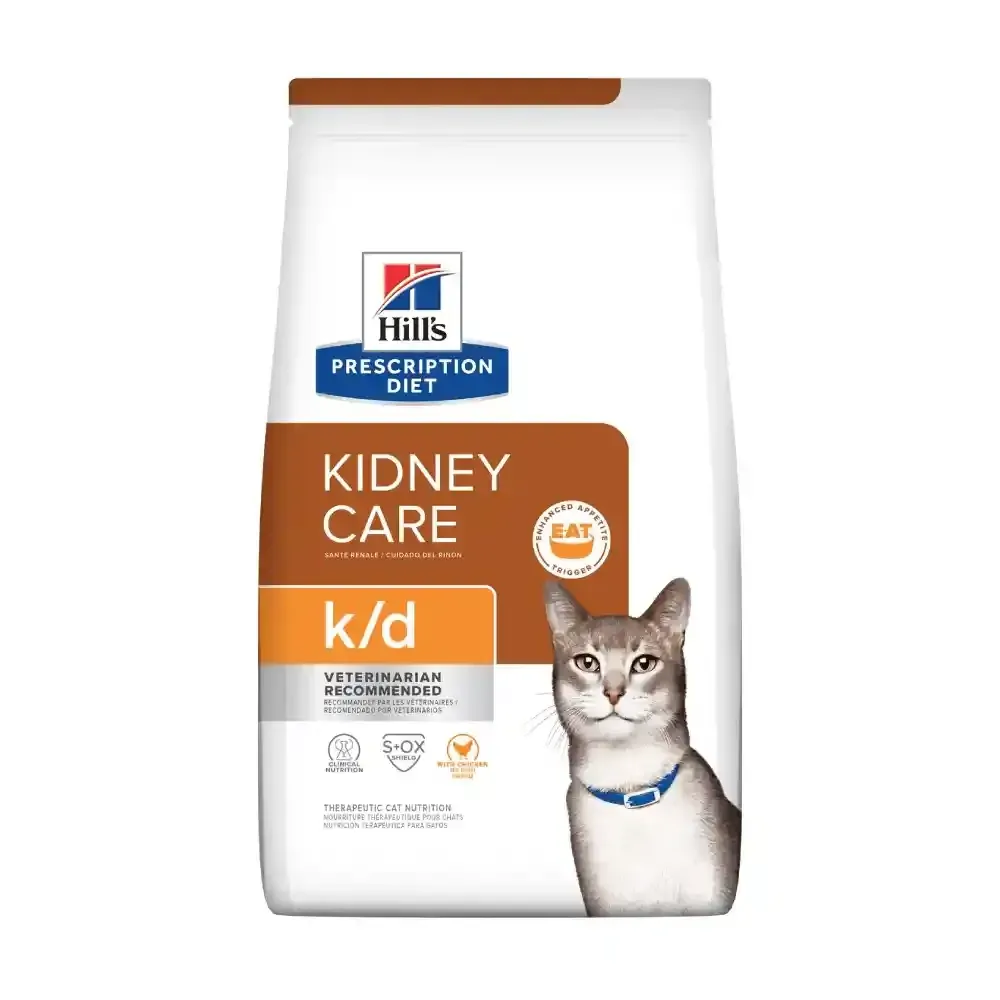 Hill's
PRESCRIPTION
DIET
KIDNEY
CARE
SANTÉ RENALE / CUIDADO DEL RIÑON
ENHANCED APPETITE
EAT
TRIGGER
k/d
VETERINARIAN
RECOMMENDED
RECOMMANDÉE PAR LES VÉTÉRINAIRES /
RECOMENDADO POR VETERINARIOS
CLINICAL
NUTRITION
S+OX
SHIELD
WITH CHICKEN
THERAPEUTIC CAT NUTRITION
NOURRITURE THÉRAPEUTIQUE POUR CHATS
NUTRICIÓN TERAPÉUTICA PARA GATOS